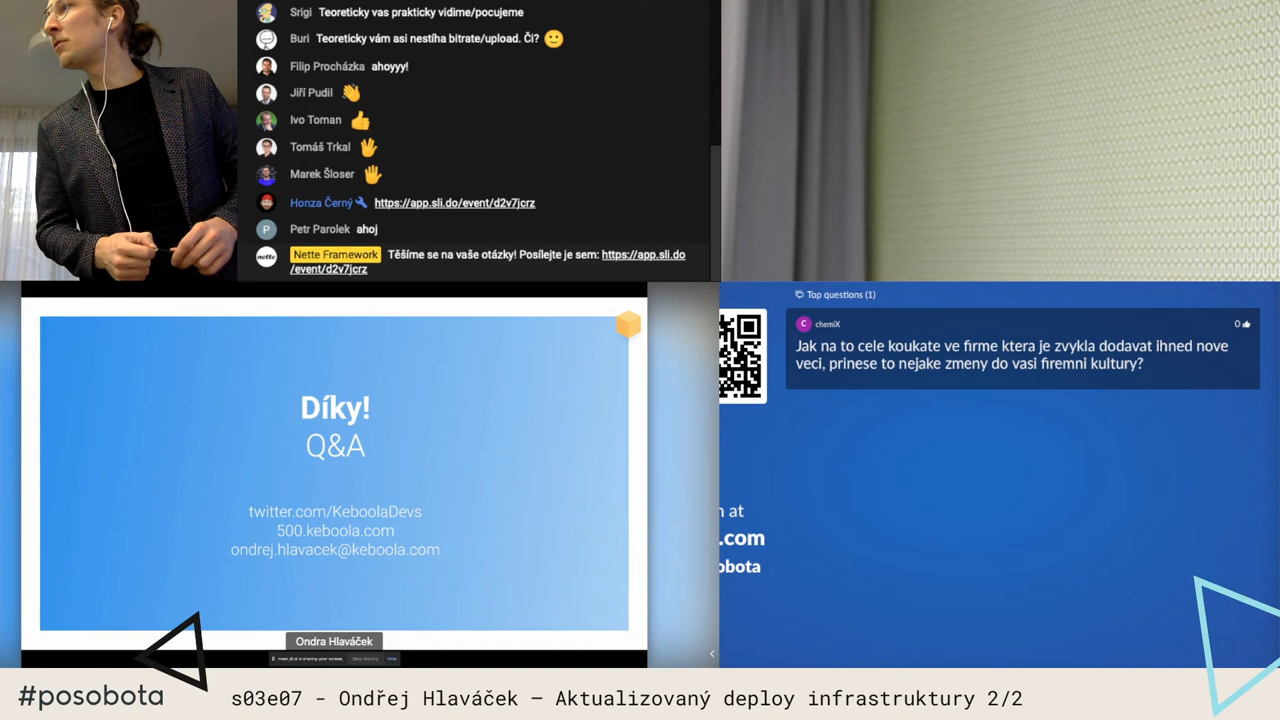 Srigi Teoreticky vas prakticky vidime/pocujeme
Buri Teoreticky vám asi nestíha bitrate/upload. Či? 🙂
Filip Procházka ahoyyy!
Jiří Pudil 👋
Ivo Toman 👍
Tomáš Trkal 🖖
Marek Šloser 🖐
Honza Černý https://app.sli.do/event/d2v7jcrz
P Petr Parolek ahoj
nette Nette Framework Těšíme se na vaše otázky! Posílejte je sem: https://app.sli.do
/event/d2v7jcrz
Díky!
Q&A
twitter.com/KeboolaDevs
500.keboola.com
ondrej.hlavacek@keboola.com
Ondra Hlaváček
Stop sharing
Hide
Top questions (1)
C chemiX 0
Jak na to cele koukate ve firme ktera je zvykla dodavat ihned nove
veci, prinese to nejake zmeny do vasi firemni kultury?
n at
.com
obota
#posobota
s03e07 - Ondřej Hlaváček – Aktualizovaný deploy infrastruktury 2/2